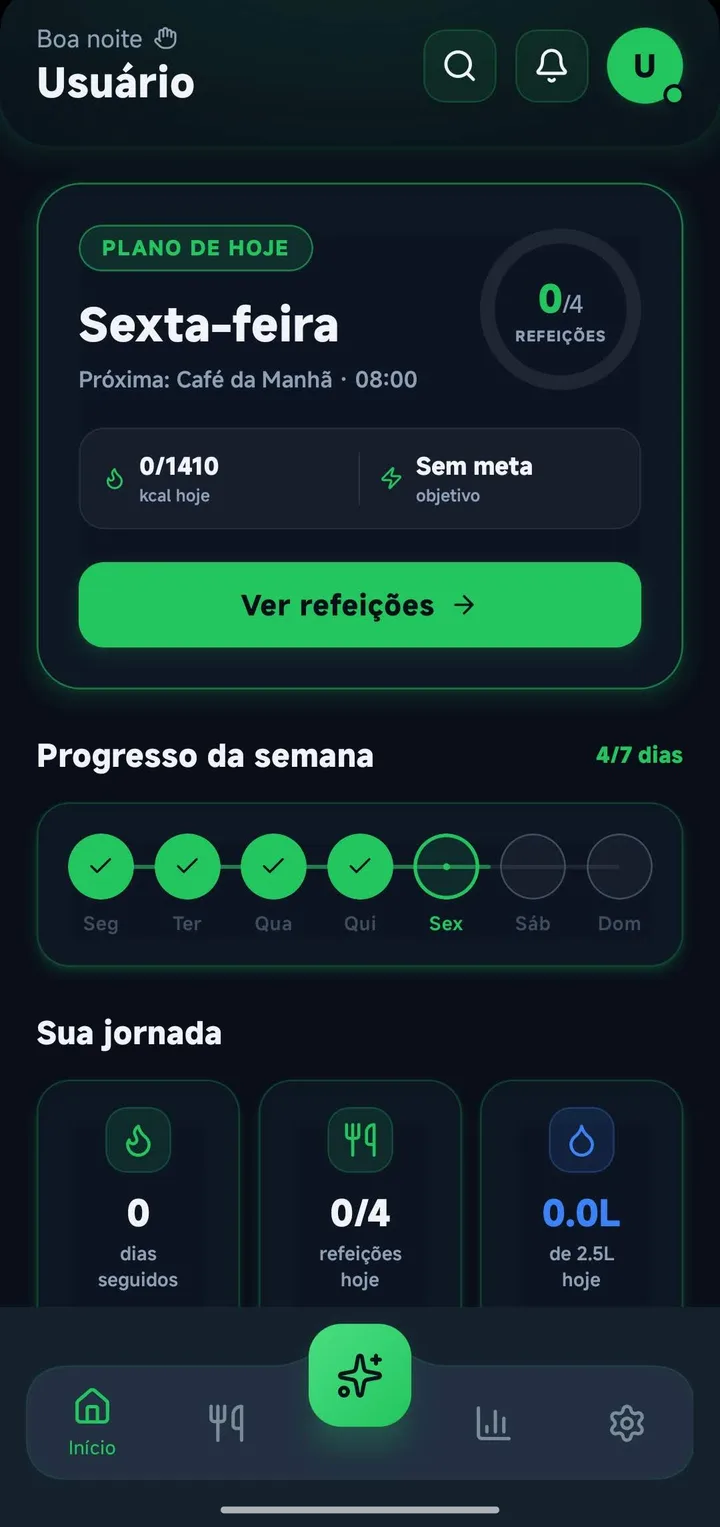 Boa noite
Usuário
U
PLANO DE HOJE
Sexta-feira
Próxima: Café da Manhã · 08:00
0/4
REFEIÇÕES
0/1410
kcal hoje
Sem meta
objetivo
Ver refeições →
Progresso da semana
4/7 dias
Seg Ter Qua Qui Sex Sáb Dom
Sua jornada
0
dias
seguidos
0/4
refeições
hoje
0.0L
de 2.5L
hoje
Início